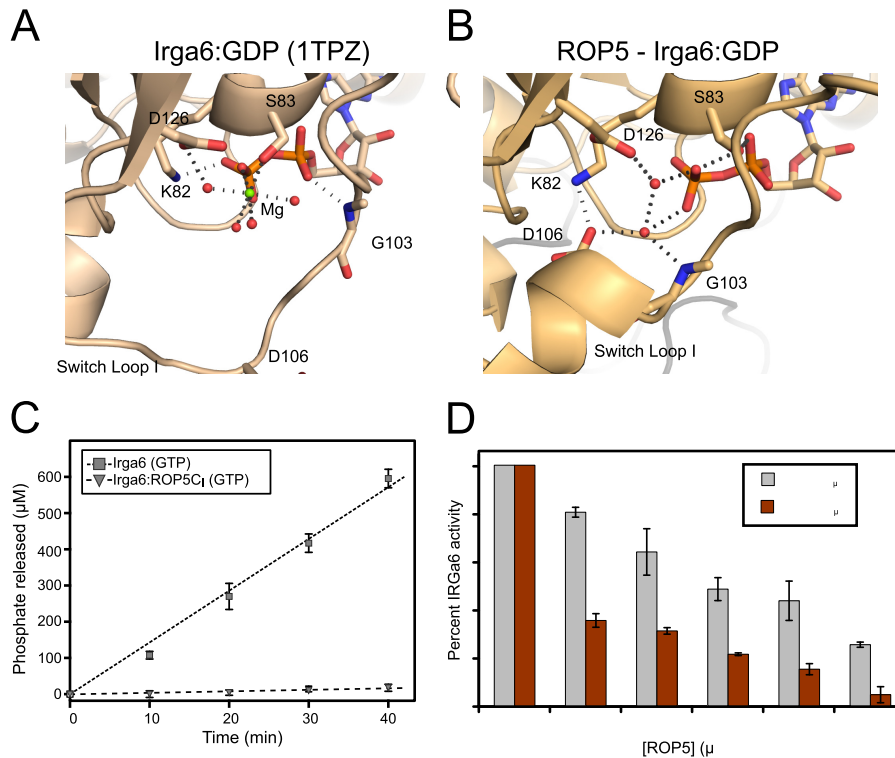 A
Irga6:GDP (1TPZ)
S83
D126
K82
Mg
G103
D106
Switch Loop I
B
ROP5 - Irga6:GDP
S83
D126
K82
D106
G103
Switch Loop I
C
Irga6 (GTP)
Irga6:ROP5CI (GTP)
Phosphate released (µM)
600
500
400
300
200
100
0
0 10 20 30 40
Time (min)
D
µ
µ
Percent IRGa6 activity
[ROP5] (µ